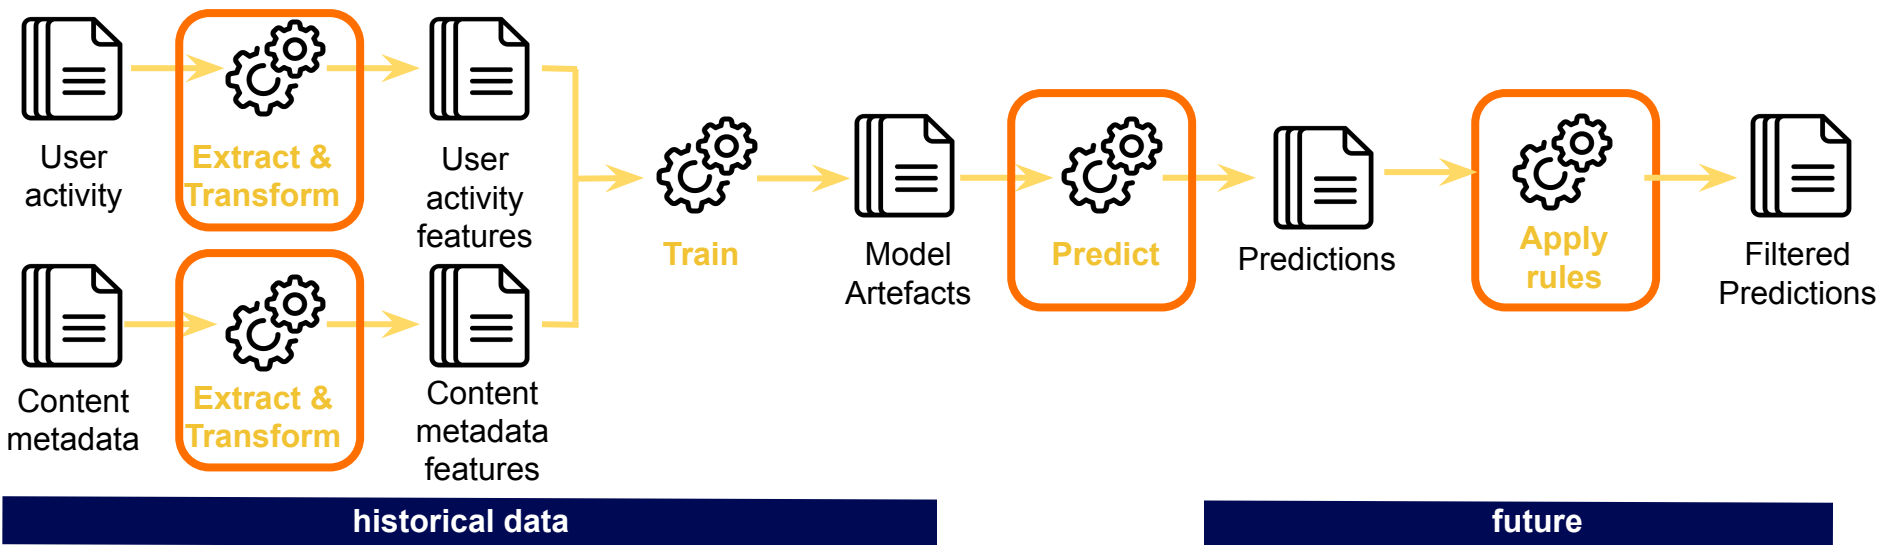 User
activity
Extract &
Transform
User
activity
features
Content
metadata
Extract &
Transform
Content
metadata
features
Train
Model
Artefacts
Predict
Predictions
Apply
rules
Filtered
Predictions
historical data
future